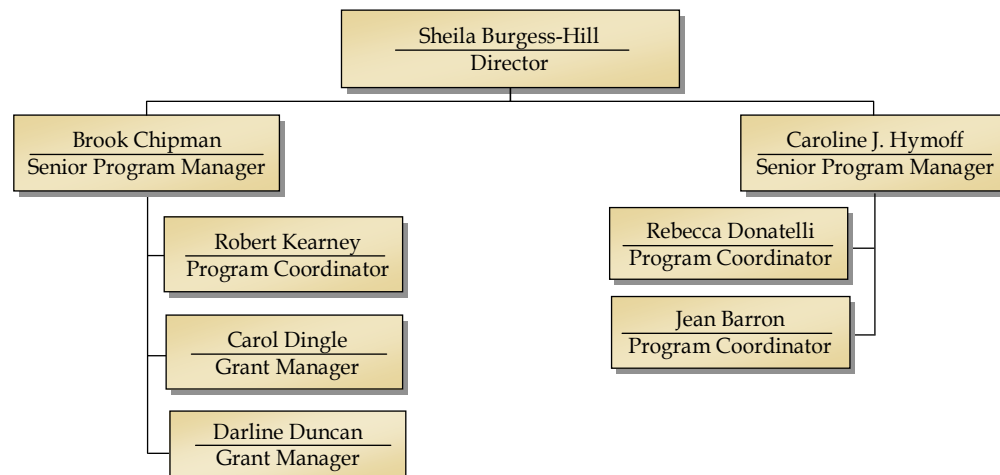 Sheila Burgess-Hill
Director
Brook Chipman
Senior Program Manager
Caroline J. Hymoff
Senior Program Manager
Robert Kearney
Program Coordinator
Carol Dingle
Grant Manager
Darline Duncan
Grant Manager
Rebecca Donatelli
Program Coordinator
Jean Barron
Program Coordinator